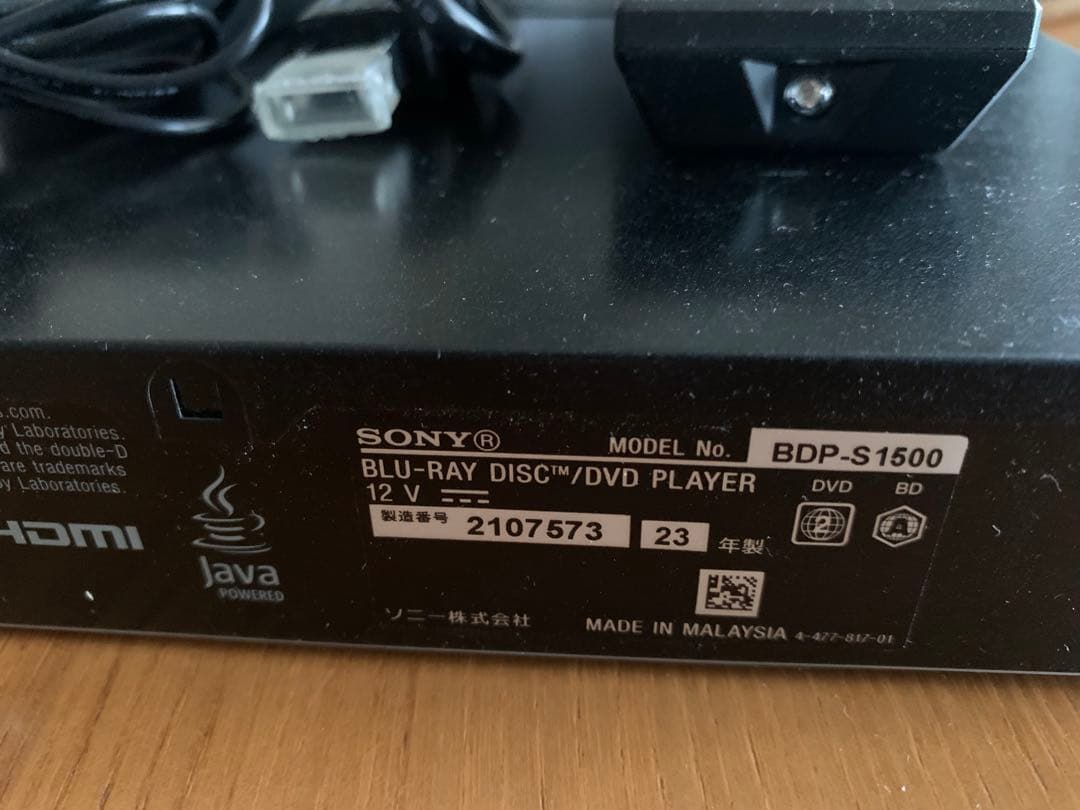 s.com.
y Laboratories.
d the double-D
are trademarks
by Laboratories.
HDMI
Java
POWERED
SONY®
MODEL No. BDP-S1500
BLU-RAY DISC™/DVD PLAYER
12 V
DVD BD
2 A
製造番号 2107573 23 年製
ソニー株式会社 MADE IN MALAYSIA 4-477-817-01